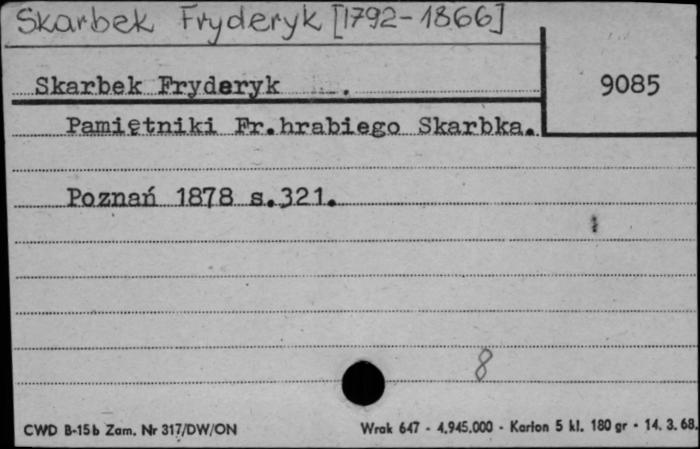 Skarbek Fryderyk [1792-1866]
Skarbek Fryderyk .
9085
Pamiętniki Fr.hrabiego Skarbka.
Poznań 1878 s.321.
8
CWD B-15b Zam. Nr 317/DW/ON
Wrak 647 - 4.945.000 - Karton 5 kl. 180 gr - 14. 3. 68.